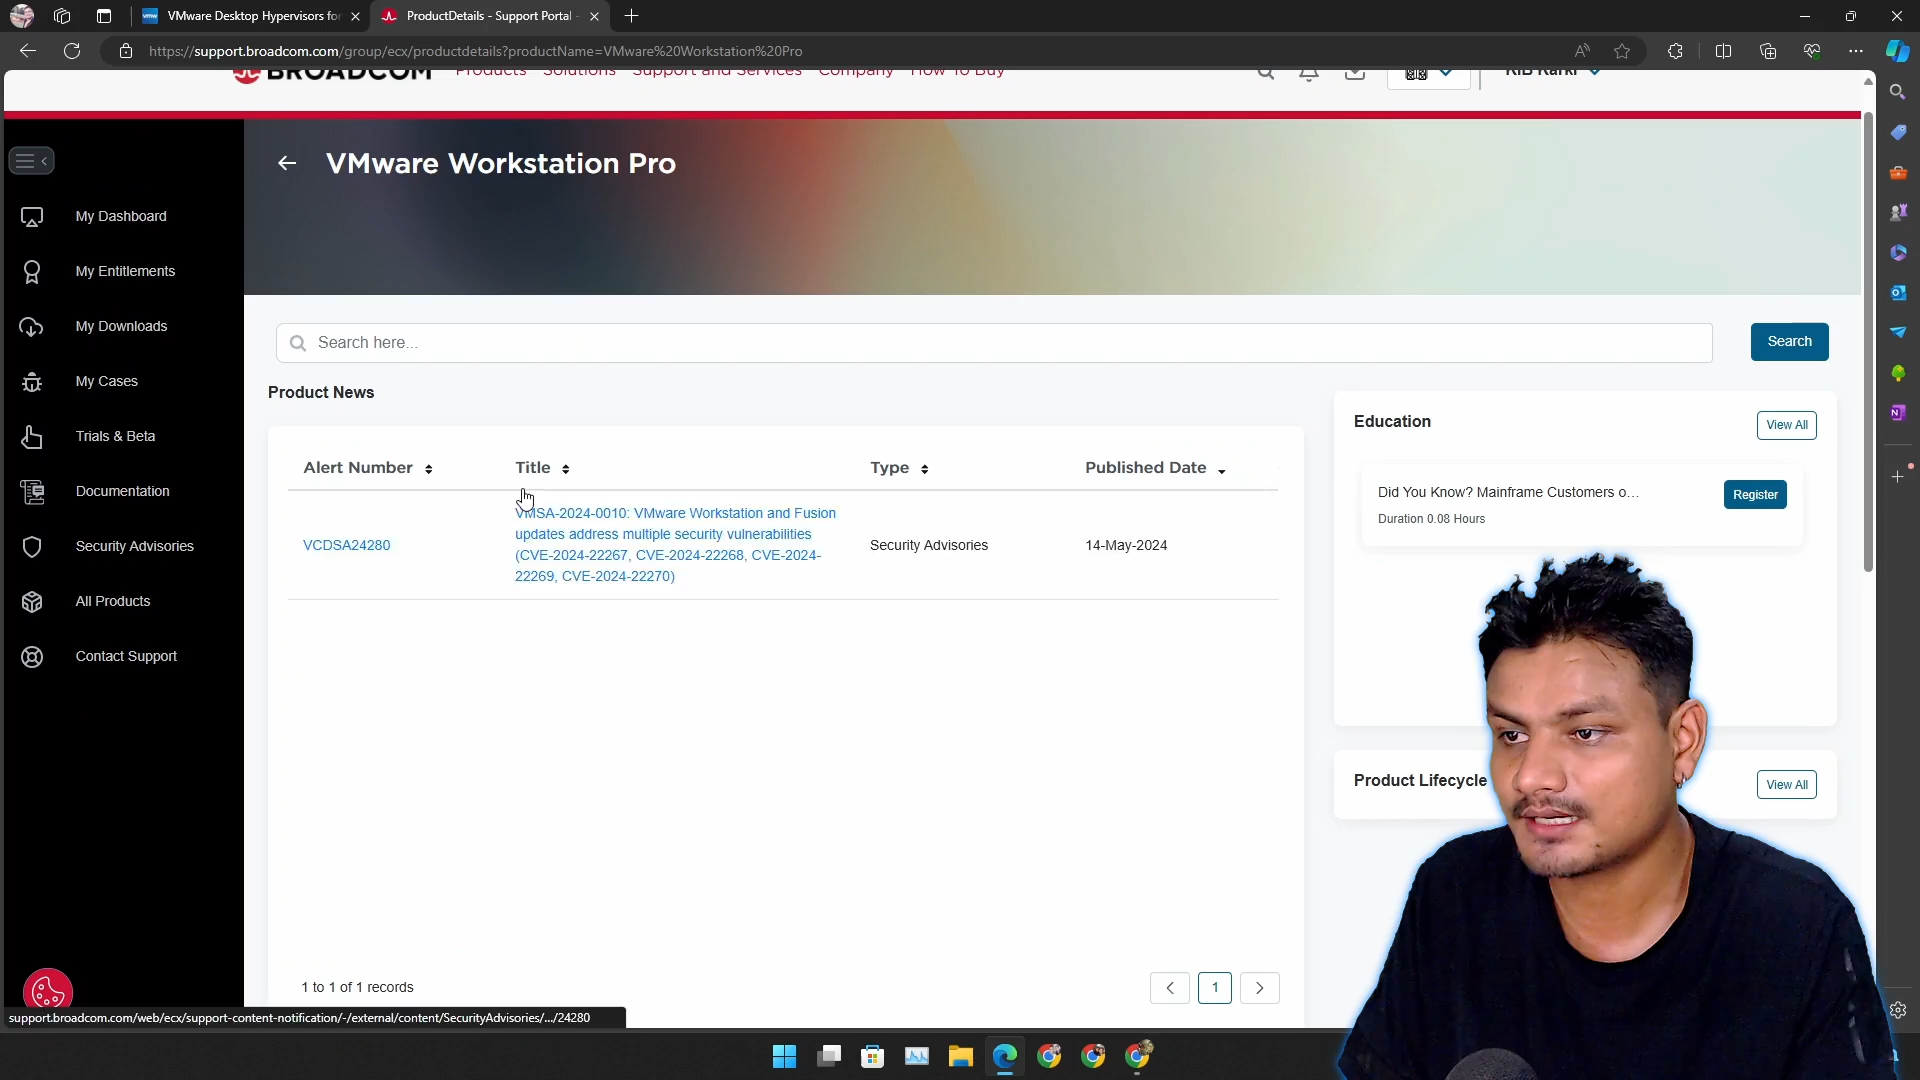 VMware Desktop Hypervisors for
ProductDetails - Support Portal -
https://support.broadcom.com/group/ecx/productdetails?productName=VMware%20Workstation%20Pro
BROADCOM
Products
Solutions
Support and Services
Company
How To Buy
VMware Workstation Pro
My Dashboard
My Entitlements
My Downloads
My Cases
Trials & Beta
Documentation
Security Advisories
All Products
Contact Support
Search here...
Search
Product News
Alert Number
Title
Type
Published Date
VCDSA24280
VMSA-2024-0010: VMware Workstation and Fusion
updates address multiple security vulnerabilities
(CVE-2024-22267, CVE-2024-22268, CVE-2024-
22269, CVE-2024-22270)
Security Advisories
14-May-2024
1 to 1 of 1 records
1
Education
View All
Did You Know? Mainframe Customers o...
Duration 0.08 Hours
Register
Product Lifecycle
View All
support.broadcom.com/web/ecx/support-content-notification/-/external/content/SecurityAdvisories/.../24280